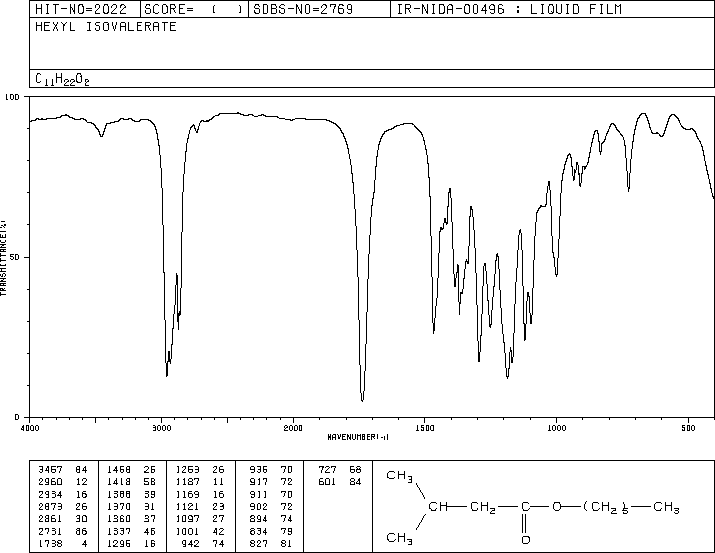 HIT-NO=2022 SCORE= ( ) SDBS-NO=2769 IR-NIDA-00496 : LIQUID FILM
HEXYL ISOVALERATE
C11H22O2
100
50
0
TRANSMITTANCE(%)
4000 3000 2000 1500 1000 500
WAVENUMBER(-1)
3467 84 1468 26 1253 26 936 70 727 68
2960 12 1418 58 1187 11 917 72 601 84
2934 16 1388 39 1169 16 911 70
2873 26 1370 31 1121 23 902 72
2861 30 1360 37 1097 27 894 74
2731 86 1337 46 1001 42 834 79
1738 4 1295 16 942 74 827 81
CH3
CH—CH2—C—O—(CH2)5—CH3
CH3
O